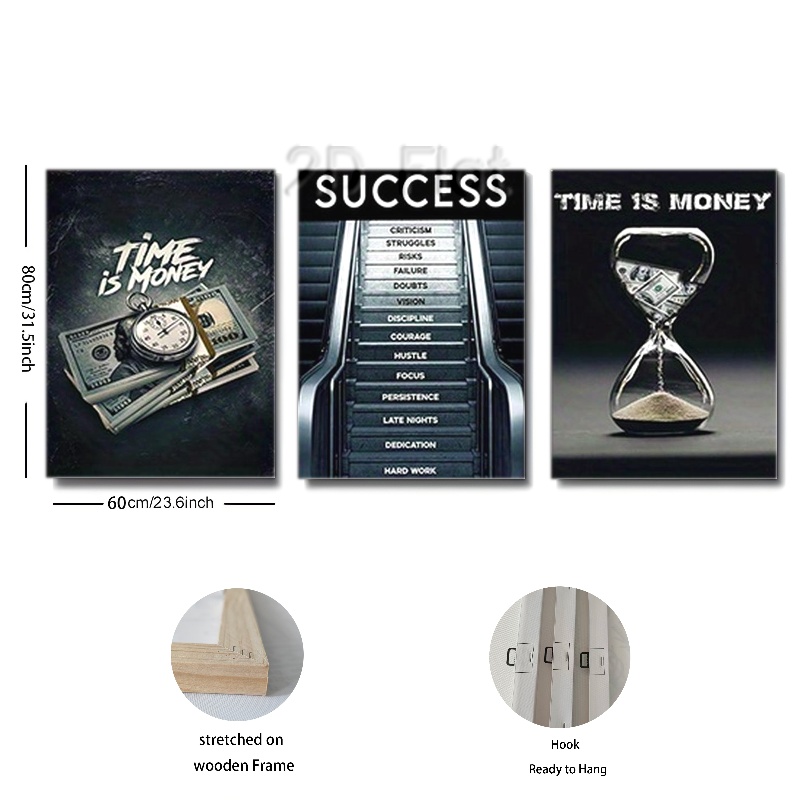 2D Flat
SUCCESS
TIME IS MONEY
TIME
IS MONEY
CRITICISM
STRUGGLES
RISKS
FAILURE
DOUBTS
VISION
DISCIPLINE
COURAGE
HUSTLE
FOCUS
PERSISTENCE
LATE NIGHTS
DEDICATION
HARD WORK
100
80cm/31.5inch
60cm/23.6inch
stretched on
wooden Frame
Hook
Ready to Hang